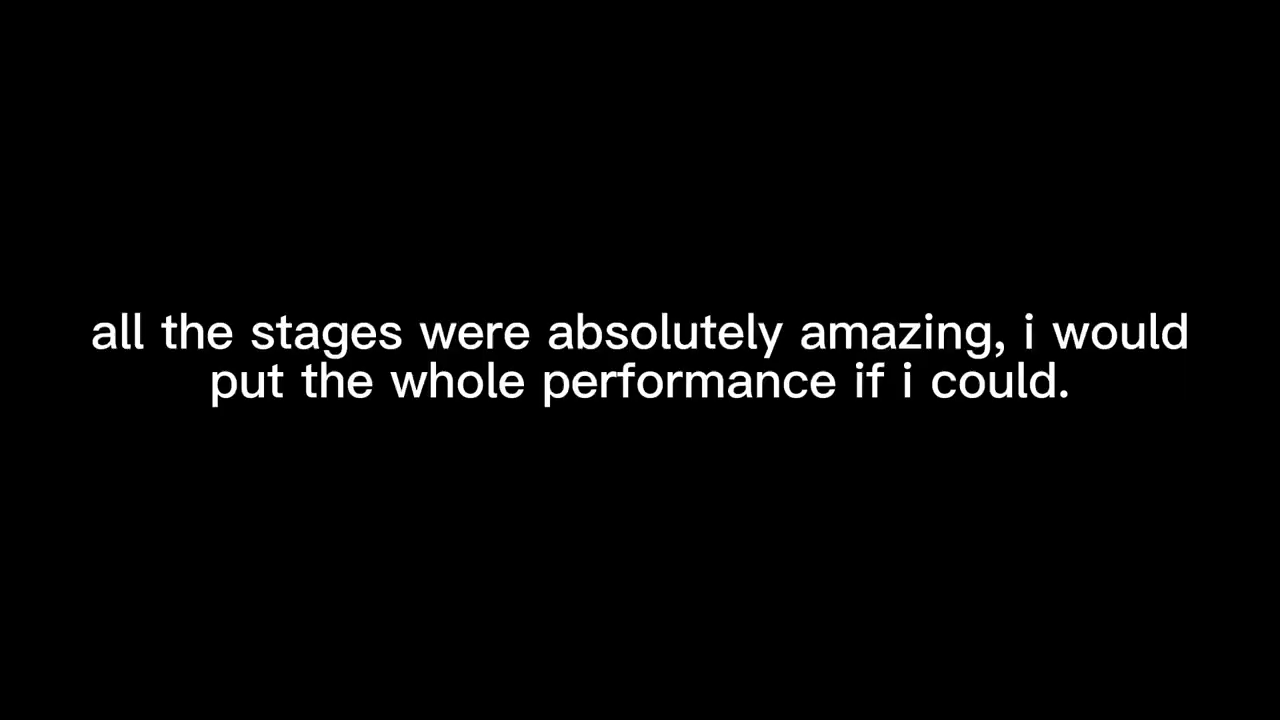 all the stages were absolutely amazing, i would
put the whole performance if i could.